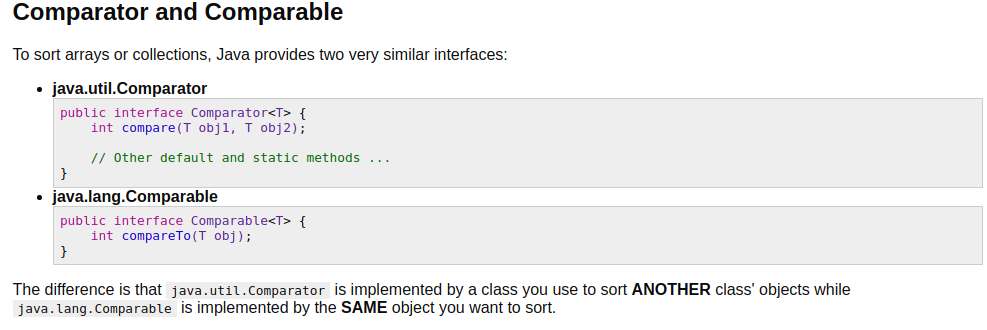 Comparator and Comparable
To sort arrays or collections, Java provides two very similar interfaces:
• java.util.Comparator
public interface Comparator<T> {
    int compare(T obj1, T obj2);
    // Other default and static methods ...
}
• java.lang.Comparable
public interface Comparable<T> {
    int compareTo(T obj);
}
The difference is that java.util.Comparator is implemented by a class you use to sort ANOTHER class' objects while
java.lang.Comparable is implemented by the SAME object you want to sort.